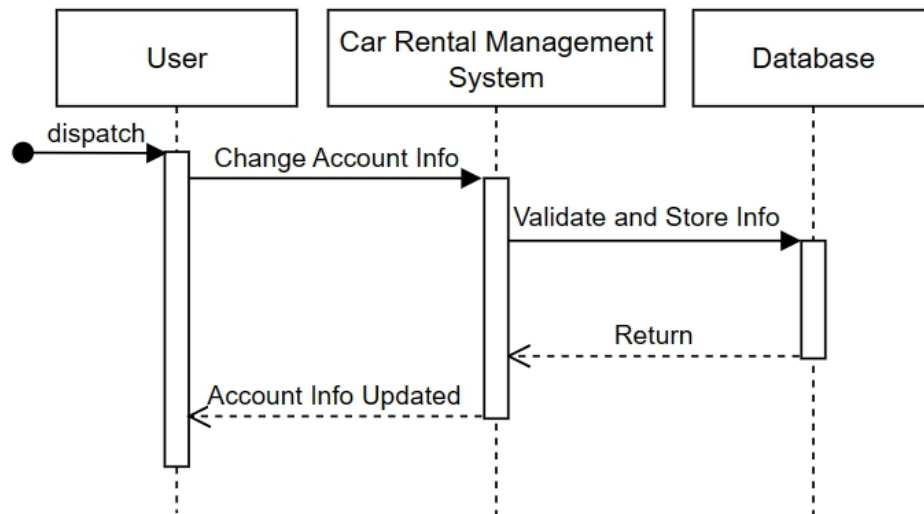 User
Car Rental Management
System
Database
dispatch
Change Account Info
Validate and Store Info
Return
Account Info Updated